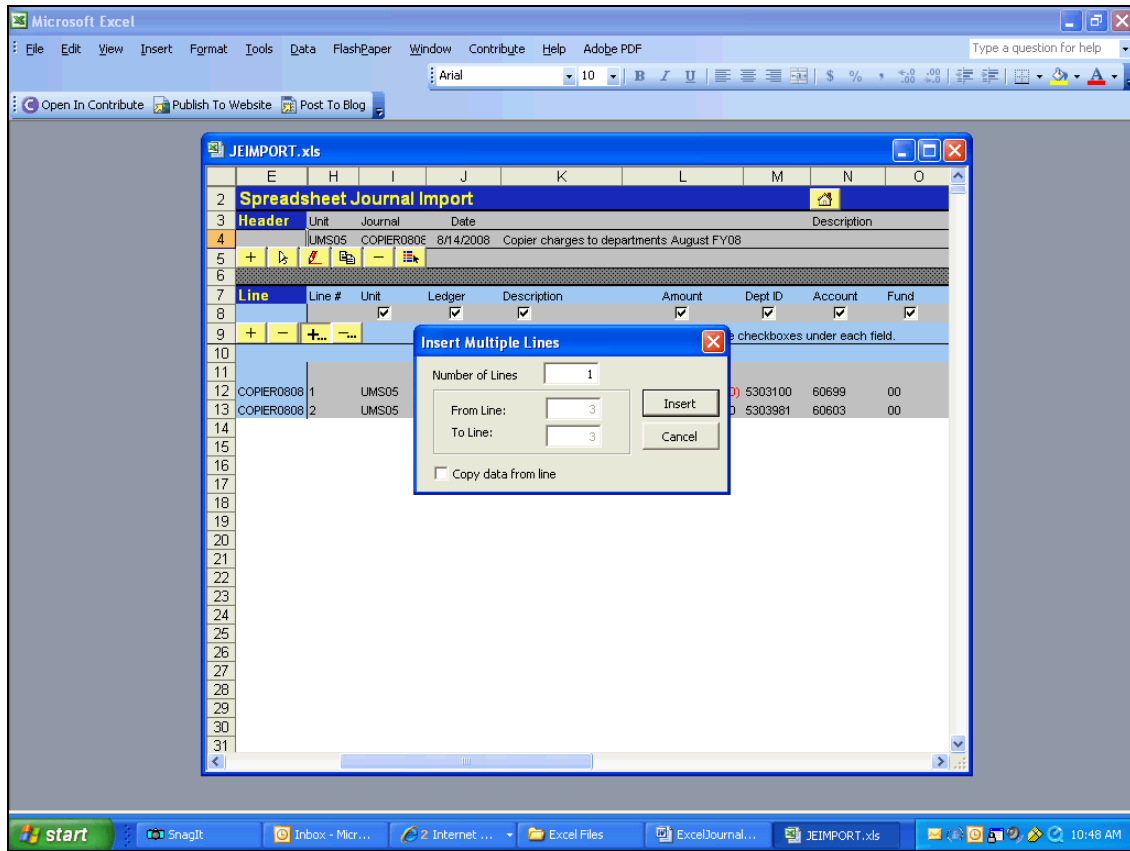 Microsoft Excel
File Edit View Insert Format Tools Data FlashPaper Window Contribute Help Adobe PDF Type a question for help
Arial 10 B I U $ % ,
Open In Contribute Publish To Website Post To Blog
JEIMPORT.xls
E H I J K L M N O
2 Spreadsheet Journal Import
3 Header Unit Journal Date Description
4 UMS05 COPIER0808 8/14/2008 Copier charges to departments August FY08
5 +
6
7 Line Line # Unit Ledger Description Amount Dept ID Account Fund
8
9 + − +... −... checkboxes under each field.
10
11
12 COPIER0808 1 UMS05 0) 5303100 60699 00
13 COPIER0808 2 UMS05 0 5303981 60603 00
14
15
16
17
18
19
20
21
22
23
24
25
26
27
28
29
30
31
Insert Multiple Lines
Number of Lines 1
From Line: 3
To Line: 3
Insert
Cancel
Copy data from line
start SnagIt Inbox - Micr... 2 Internet ... Excel Files ExcelJournal... JEIMPORT.xls 10:48 AM